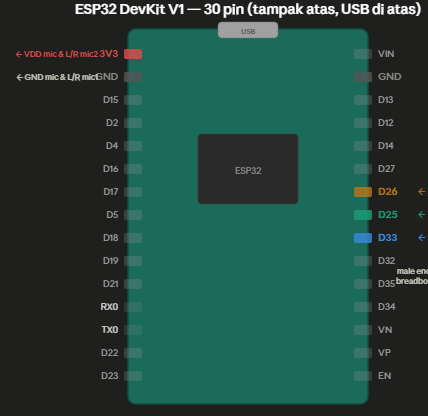 ESP32 DevKit V1 — 30 pin (tampak atas, USB di atas)
USB
← VDD mic & L/R mic2 3V3
VIN
← GND mic & L/R mic1 GND
GND
D15
D13
D2
D12
D4
D14
D16
D27
ESP32
D17
D26 ←
D5
D25 ←
D18
D33 ←
D19
D32
male en
D21
D35
breadbo
RX0
D34
TX0
VN
D22
VP
D23
EN